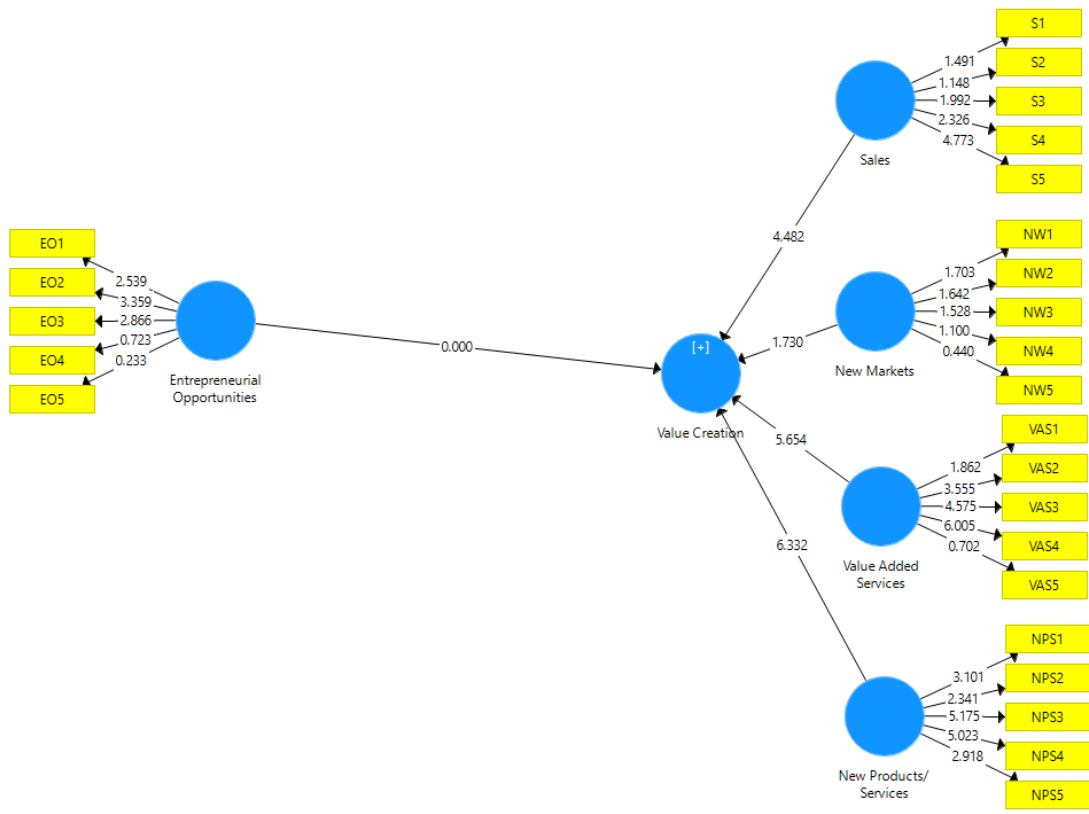 EO1
EO2
EO3
EO4
EO5
2.539
3.359
2.866
0.723
0.233
Entrepreneurial
Opportunities
0.000
[+]
Value Creation
4.482
1.730
5.654
6.332
Sales
1.491
1.148
1.992
2.326
4.773
S1
S2
S3
S4
S5
New Markets
1.703
1.642
1.528
1.100
0.440
NW1
NW2
NW3
NW4
NW5
Value Added
Services
1.862
3.555
4.575
6.005
0.702
VAS1
VAS2
VAS3
VAS4
VAS5
New Products/
Services
3.101
2.341
5.175
5.023
2.918
NPS1
NPS2
NPS3
NPS4
NPS5